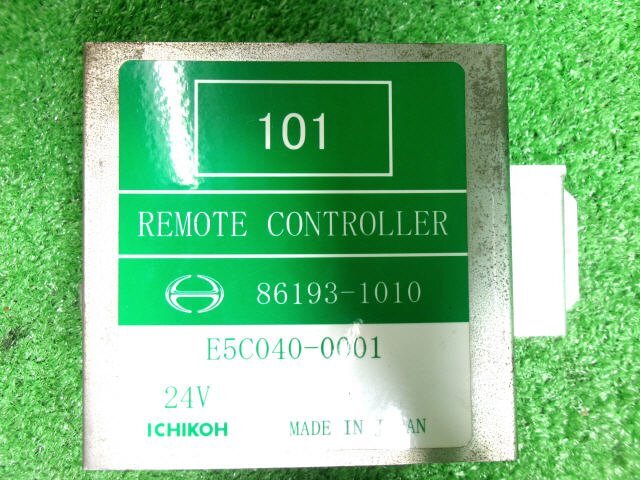 101
REMOTE CONTROLLER
86193-1010
E5C040-0001
24V
ICHIKOH MADE IN JAPAN